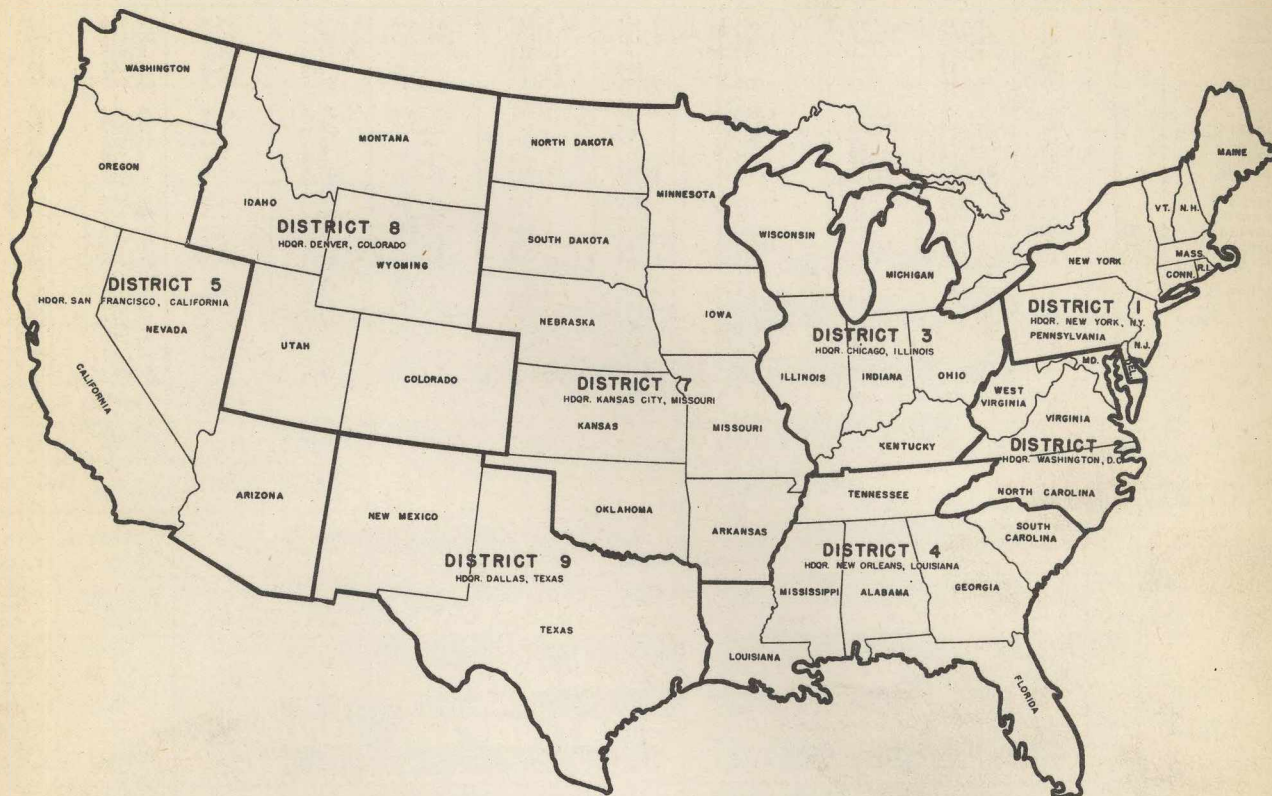 WASHINGTON
MONTANA
NORTH DAKOTA
MINNESOTA
MAINE
OREGON
IDAHO
DISTRICT 8
HDQR. DENVER, COLORADO
WYOMING
SOUTH DAKOTA
WISCONSIN
MICHIGAN
VT.
N.H.
NEW YORK
MASS.
CONN.
R.I.
DISTRICT 5
HDQR. SAN FRANCISCO, CALIFORNIA
NEVADA
CALIFORNIA
UTAH
COLORADO
NEBRASKA
IOWA
DISTRICT 7
HDQR. KANSAS CITY, MISSOURI
KANSAS
MISSOURI
DISTRICT 3
HDQR. CHICAGO, ILLINOIS
ILLINOIS
INDIANA
OHIO
KENTUCKY
DISTRICT 1
HDQR. NEW YORK, N.Y.
PENNSYLVANIA
N.J.
MD.
DEL.
WEST
VIRGINIA
VIRGINIA
DISTRICT 2
HDQR. WASHINGTON, D.C.
NORTH CAROLINA
ARIZONA
NEW MEXICO
OKLAHOMA
ARKANSAS
TENNESSEE
SOUTH
CAROLINA
DISTRICT 9
HDQR. DALLAS, TEXAS
TEXAS
DISTRICT 4
HDQR. NEW ORLEANS, LOUISIANA
MISSISSIPPI
ALABAMA
GEORGIA
LOUISIANA
FLORIDA